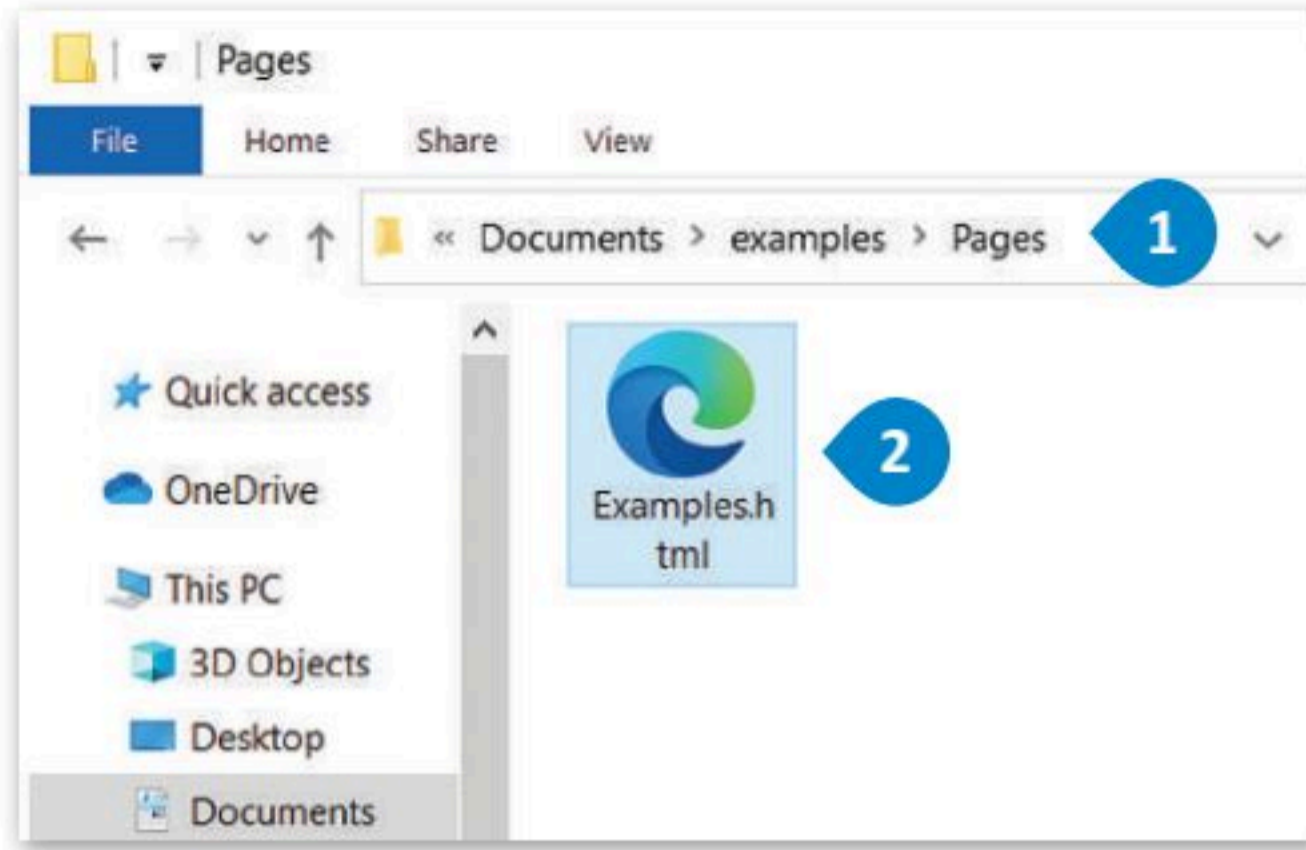 Pages
File Home Share View
« Documents > examples > Pages 1
Quick access
OneDrive
This PC
3D Objects
Desktop
Documents
Examples.h
tml
2